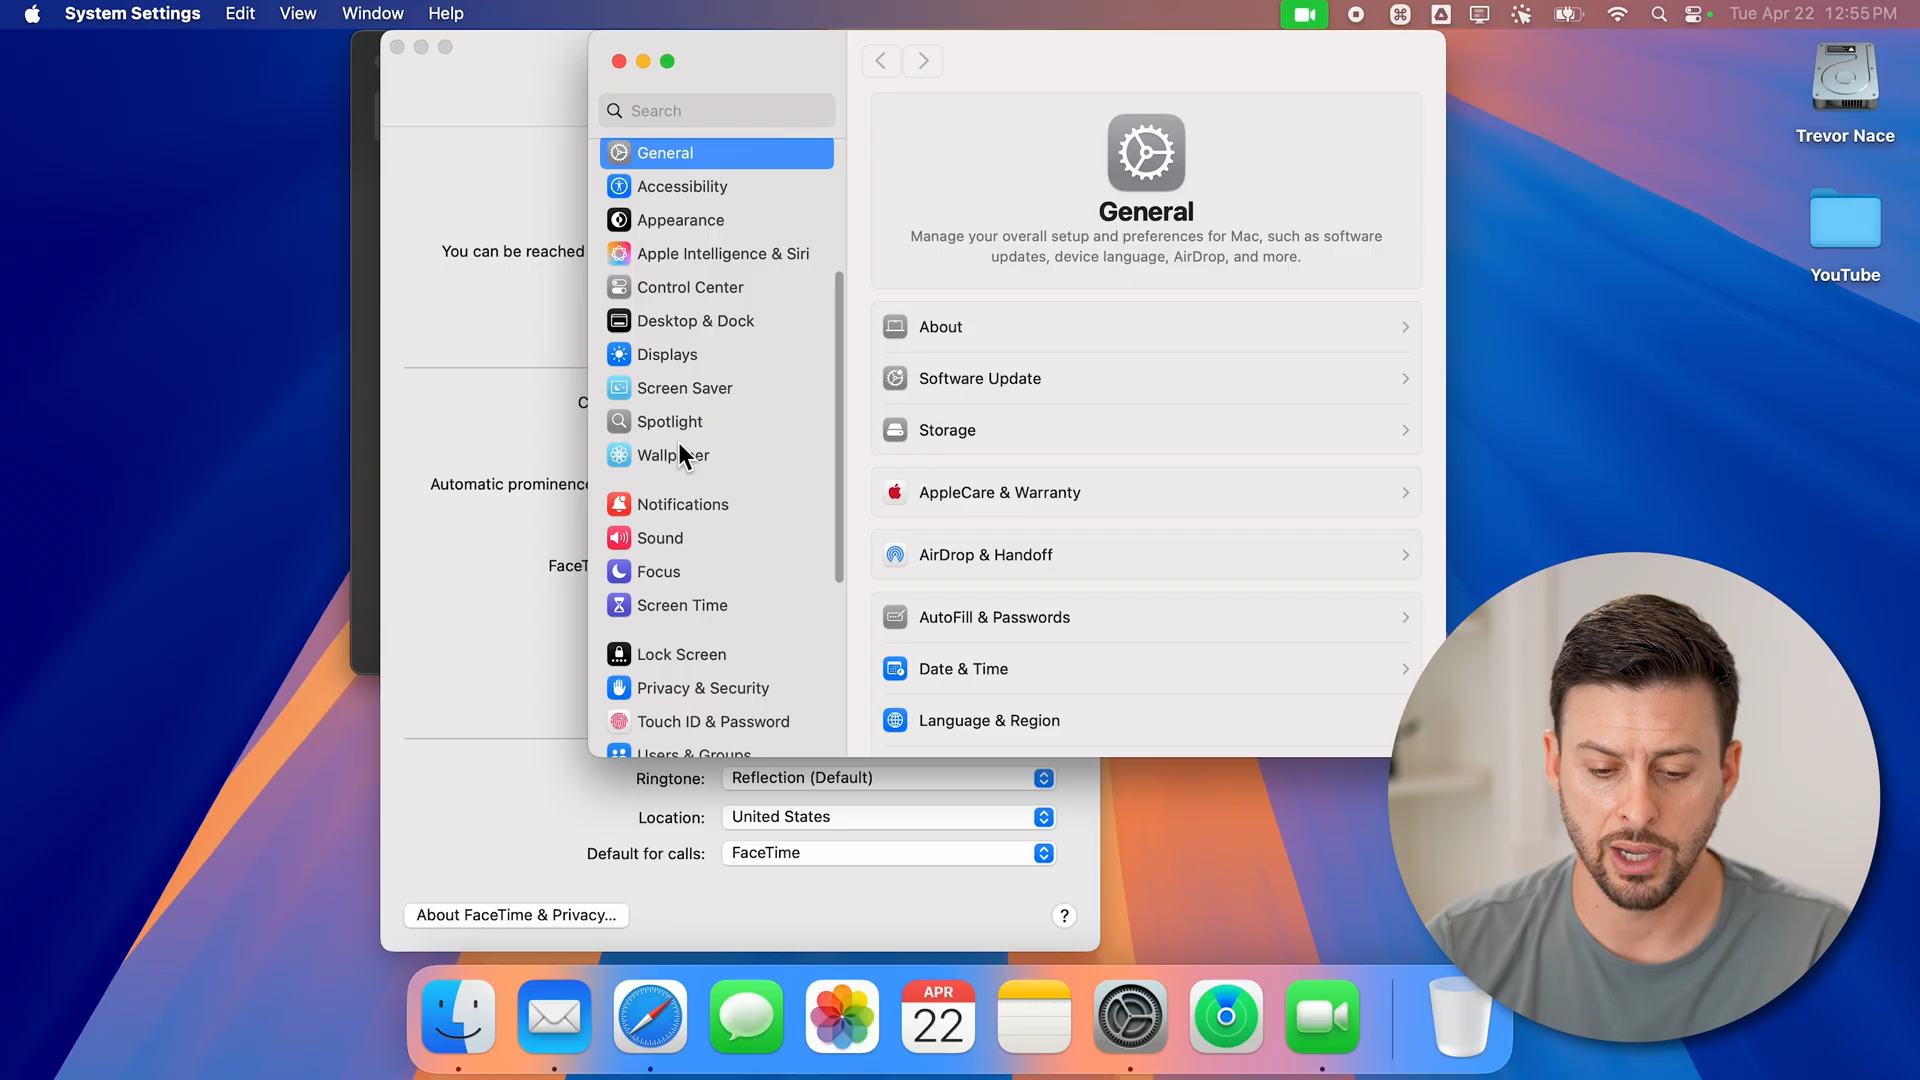 System Settings Edit View Window Help
Tue Apr 22 12:55 PM
Search
General
Accessibility
Appearance
Apple Intelligence & Siri
Control Center
Desktop & Dock
Displays
Screen Saver
Spotlight
Wallpaper
Notifications
Sound
Focus
Screen Time
Lock Screen
Privacy & Security
Touch ID & Password
Users & Groups
General
Manage your overall setup and preferences for Mac, such as software
updates, device language, AirDrop, and more.
About
Software Update
Storage
AppleCare & Warranty
AirDrop & Handoff
AutoFill & Passwords
Date & Time
Language & Region
You can be reached
C
Automatic prominence
FaceT
Ringtone: Reflection (Default)
Location: United States
Default for calls: FaceTime
About FaceTime & Privacy...
?
Trevor Nace
YouTube
APR
22